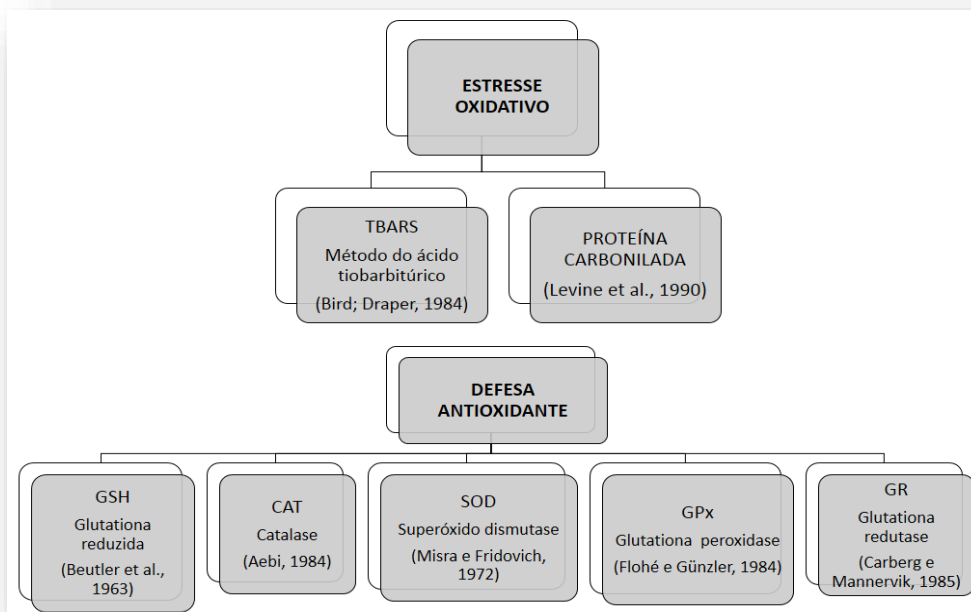 ESTRESSE
OXIDATIVO
TBARS
Método do ácido
tiobarbitúrico
(Bird; Draper, 1984)
PROTEÍNA
CARBONILADA
(Levine et al., 1990)
DEFESA
ANTIOXIDANTE
GSH
Glutationa
reduzida
(Beutler et al.,
1963)
CAT
Catalase
(Aebi, 1984)
SOD
Superóxido dismutase
(Misra e Fridovich,
1972)
GPx
Glutationa peroxidase
(Flohé e Günzler, 1984)
GR
Glutationa
redutase
(Carberg e
Mannervik, 1985)